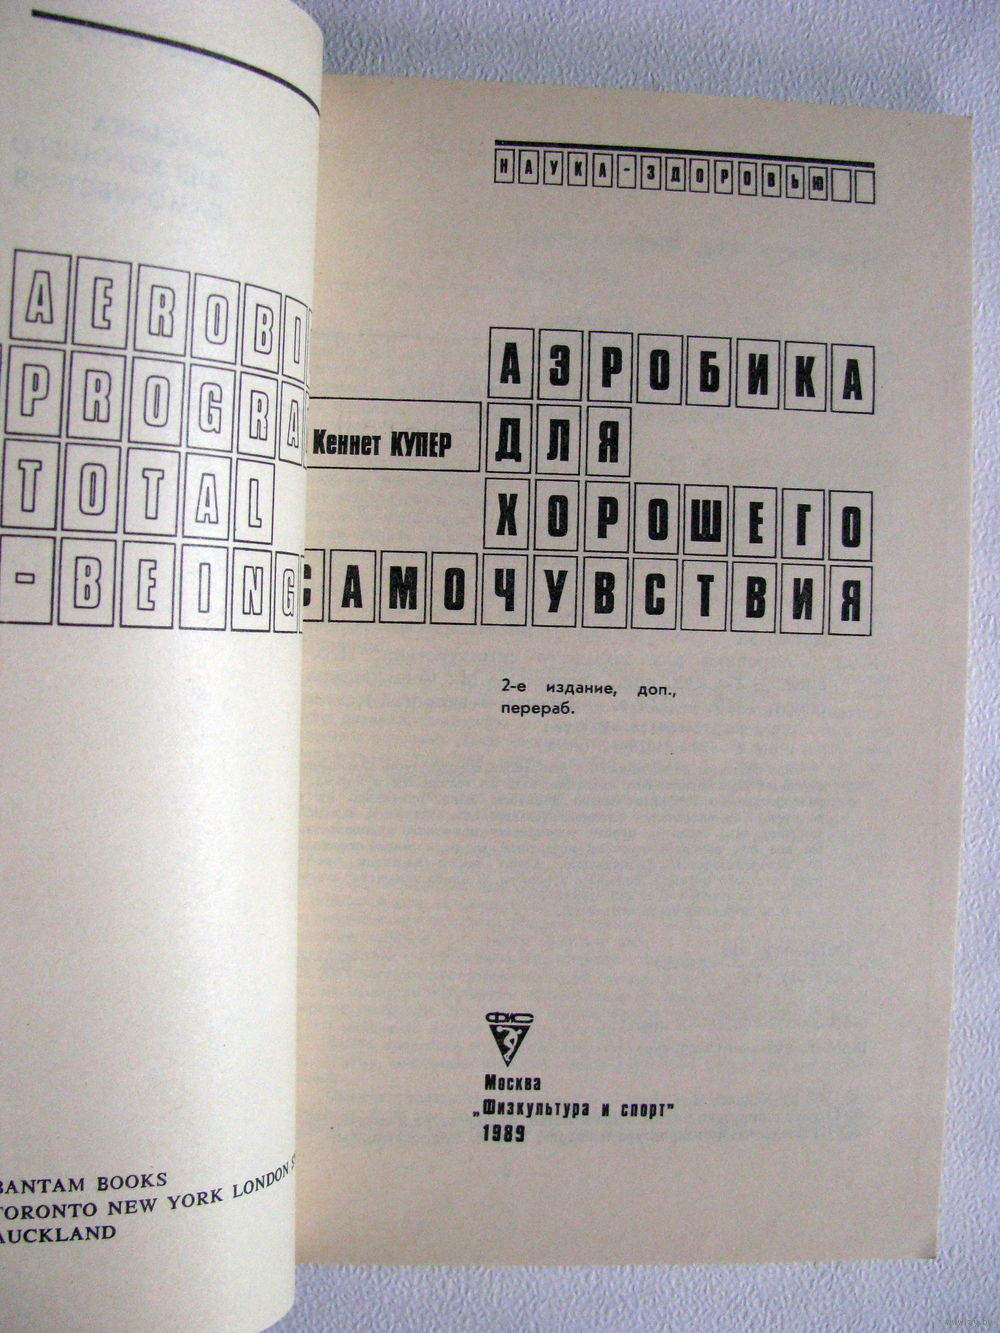 AEROBI
PROGRA
TOTAL
-BEING
BANTAM BOOKS
TORONTO NEW YORK LONDON
AUCKLAND
НАУКА-ЗДОРОВЬЮ
АЭРОБИКА
Кеннет КУПЕР ДЛЯ
ХОРОШЕГО
САМОЧУВСТВИЯ
2-е издание, доп.,
перераб.
ФИС
Москва
„Физкультура и спорт"
1989